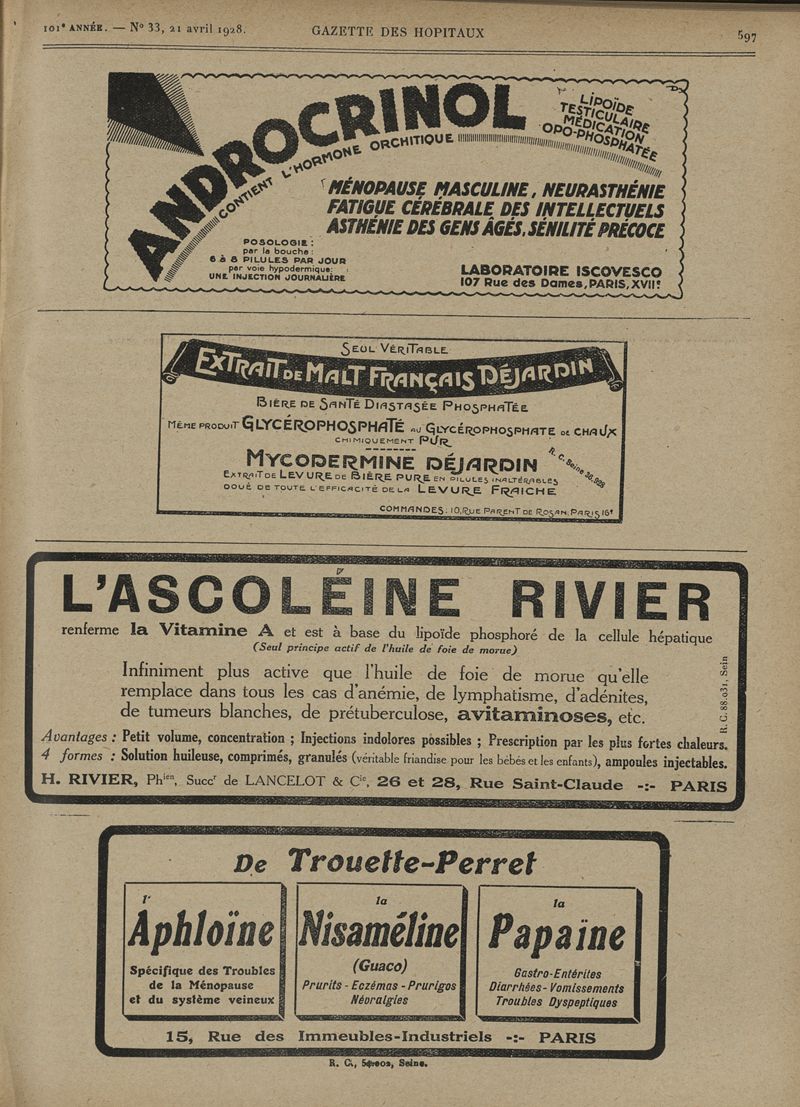 101e ANNÉE. — No 33, 21 avril 1928.
GAZETTE DES HOPITAUX
597
ANDROCRINOL
CONTIENT L'HORMONE ORCHITIQUE
LIPOÏDE
TESTICULAIRE
MÉDICATION
OPO-PHOSPHATÉE
MÉNOPAUSE MASCULINE, NEURASTHÉNIE
FATIGUE CÉRÉBRALE DES INTELLECTUELS
ASTHÉNIE DES GENS ÂGÉS, SÉNILITÉ PRÉCOCE
POSOLOGIE:
par la bouche:
6 à 8 PILULES PAR JOUR
par voie hypodermique:
UNE INJECTION JOURNALIÈRE
LABORATOIRE ISCOVESCO
107 Rue des Dames, PARIS, XVIIe
SEUL VÉRITABLE
EXTRAIT DE MALT FRANÇAIS DÉJARDIN
BIÈRE DE SANTÉ DIASTASÉE PHOSPHATÉE
MÊME PRODUIT GLYCÉROPHOSPHATÉ AU GLYCÉROPHOSPHATE DE CHAUX
CHIMIQUEMENT PUR
MYCODERMINE DÉJARDIN
EXTRAIT DE LEVURE DE BIÈRE PURE EN PILULES INALTÉRABLES
DOUÉ DE TOUTE L'EFFICACITÉ DE LA LEVURE FRAICHE
R. C. Seine
COMMANDES: 10, RUE PARENT DE ROSAN, PARIS 16e
L'ASCOLÉINE RIVIER
renferme la Vitamine A et est à base du lipoïde phosphoré de la cellule hépatique
(Seul principe actif de l'huile de foie de morue)
Infiniment plus active que l'huile de foie de morue qu'elle
remplace dans tous les cas d'anémie, de lymphatisme, d'adénites,
de tumeurs blanches, de prétuberculose, avitaminoses, etc.
R. C. 88.031, Sein
Avantages : Petit volume, concentration ; Injections indolores possibles ; Prescription par les plus fortes chaleurs.
4 formes : Solution huileuse, comprimés, granulés (véritable friandise pour les bébés et les enfants), ampoules injectables.
H. RIVIER, Phien, Succr de LANCELOT & Cie, 26 et 28, Rue Saint-Claude -:- PARIS
De Trouette-Perret
l'
Aphloïne
Spécifique des Troubles
de la Ménopause
et du système veineux
la
Nisaméline
(Guaco)
Prurits - Eczémas - Prurigos
Névralgies
la
Papaïne
Gastro-Entérites
Diarrhées - Vomissements
Troubles Dyspeptiques
15, Rue des Immeubles-Industriels -:- PARIS
R. C., Seine.